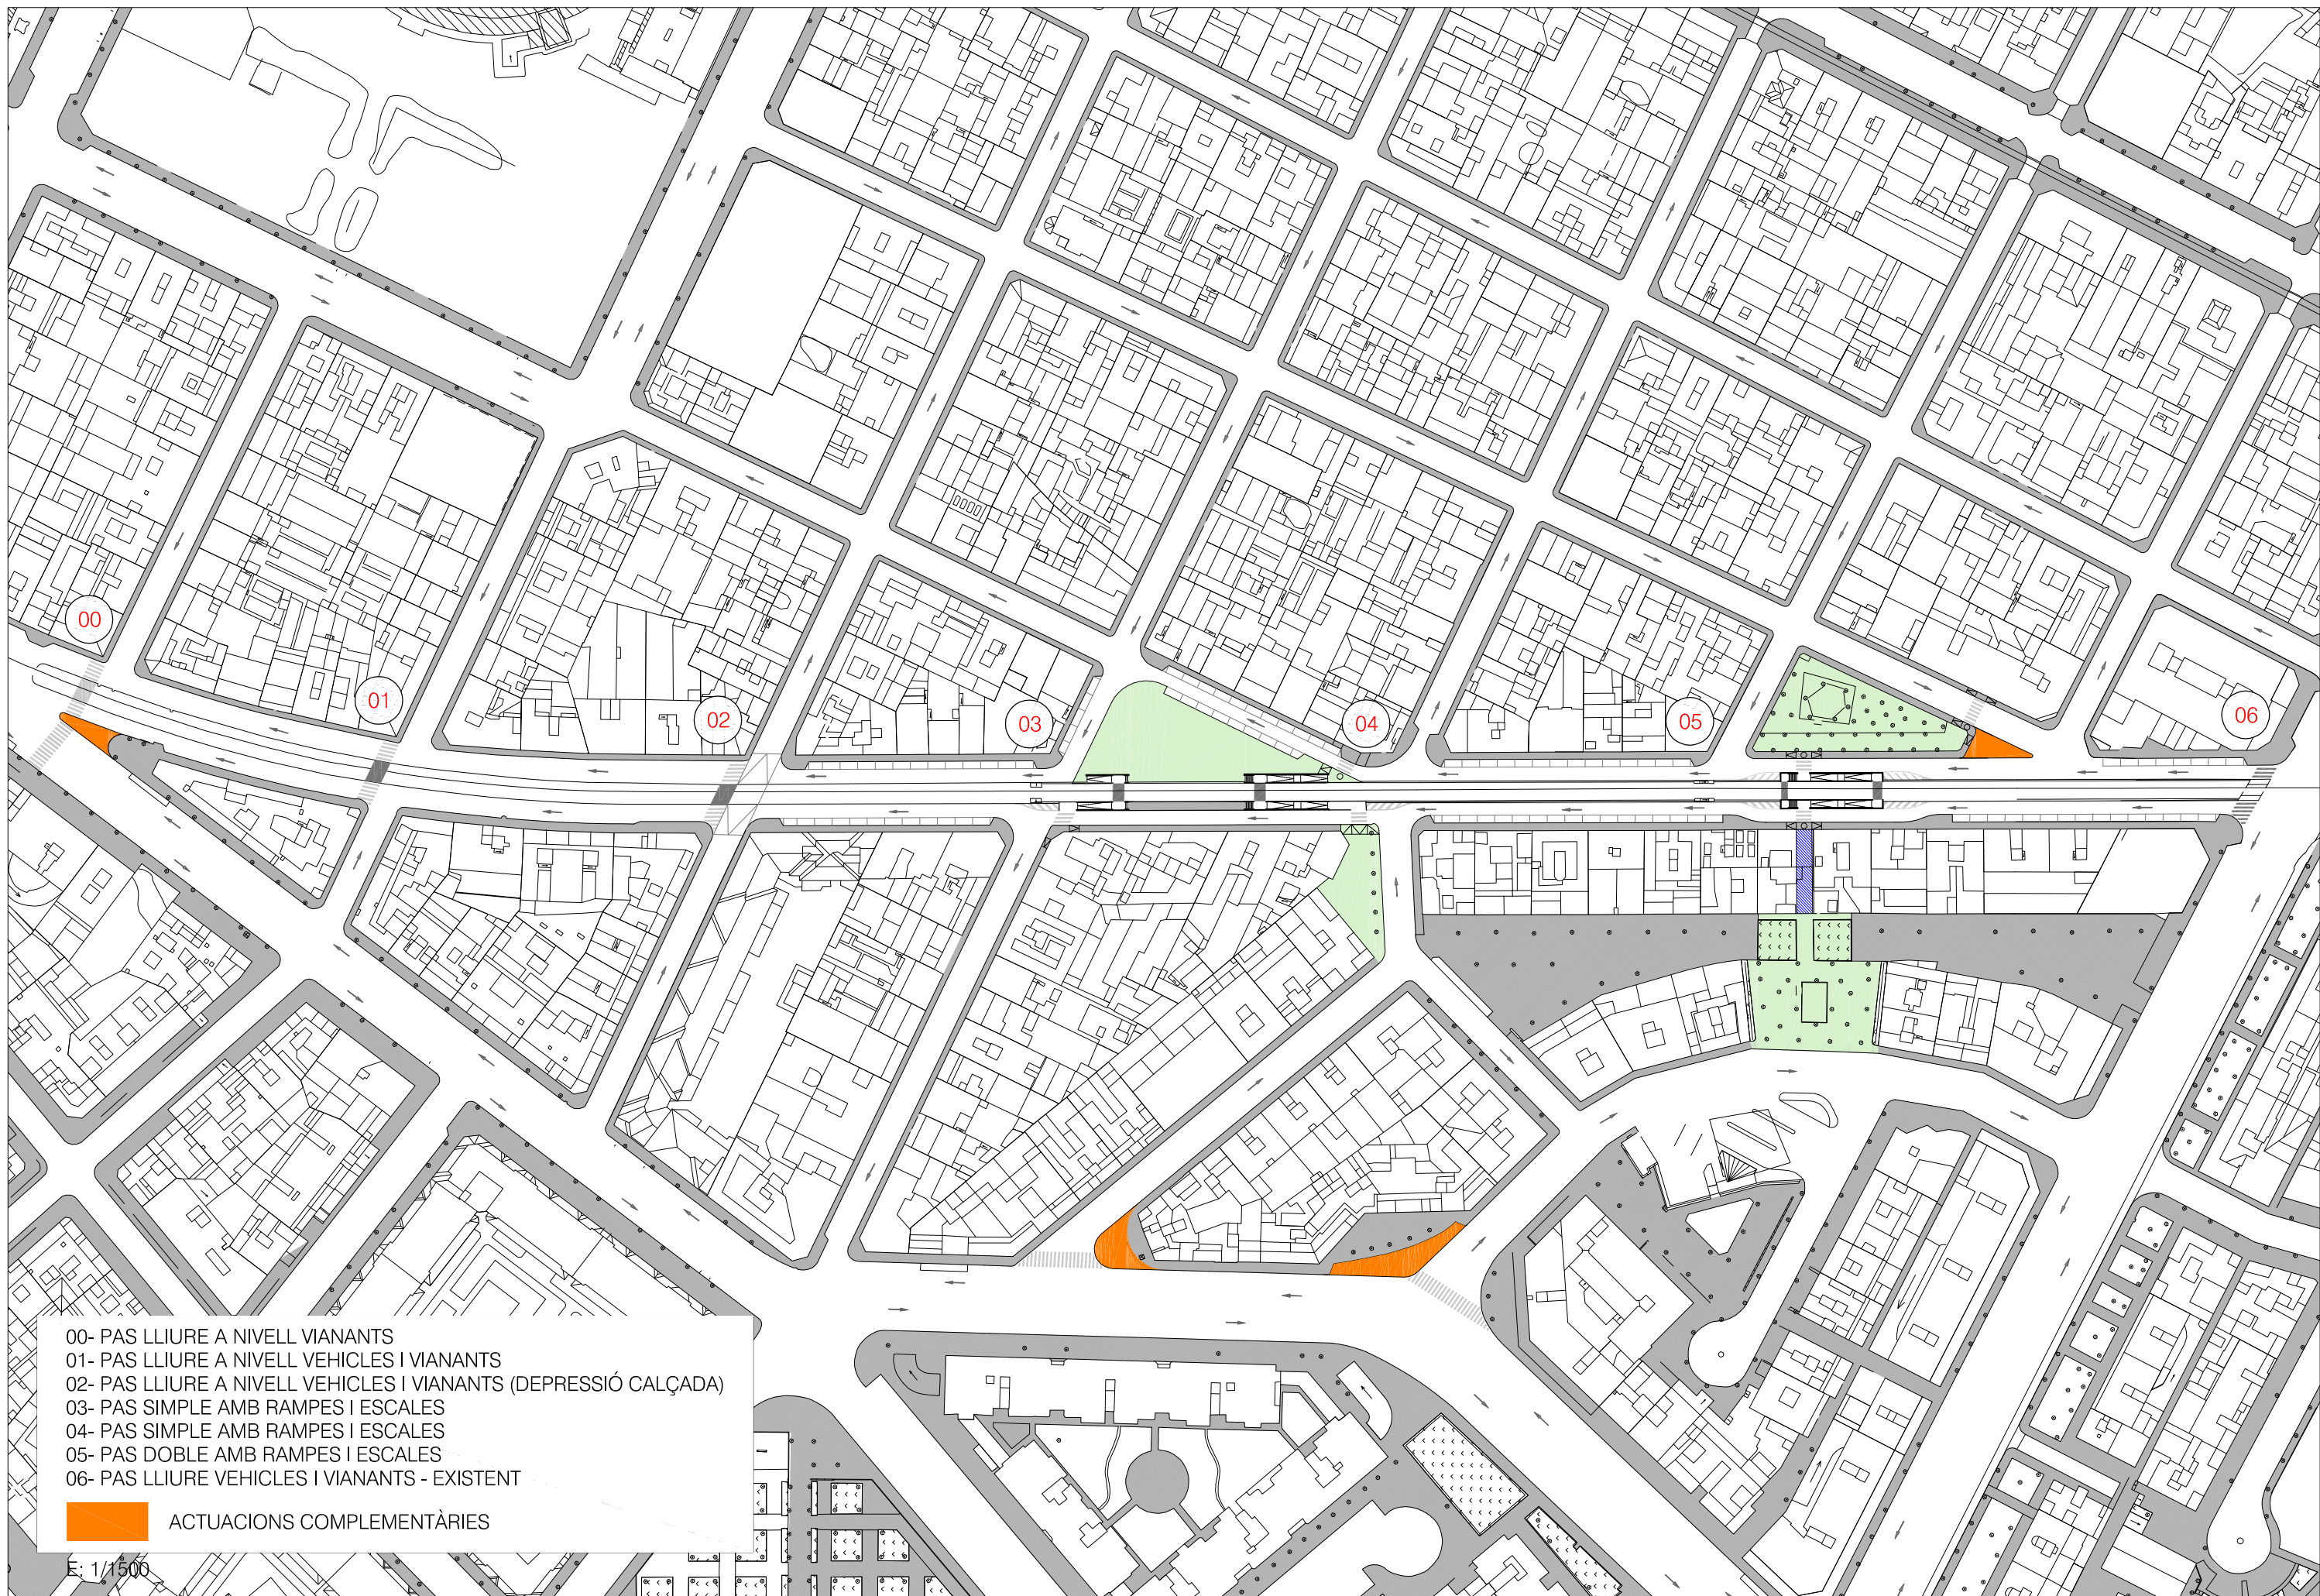 00
01
02
03
04
05
06
00- PAS LLIURE A NIVELL VIANANTS
01- PAS LLIURE A NIVELL VEHICLES I VIANANTS
02- PAS LLIURE A NIVELL VEHICLES I VIANANTS (DEPRESSIÓ CALÇADA)
03- PAS SIMPLE AMB RAMPES I ESCALES
04- PAS SIMPLE AMB RAMPES I ESCALES
05- PAS DOBLE AMB RAMPES I ESCALES
06- PAS LLIURE VEHICLES I VIANANTS - EXISTENT
ACTUACIONS COMPLEMENTÀRIES
E: 1/1500